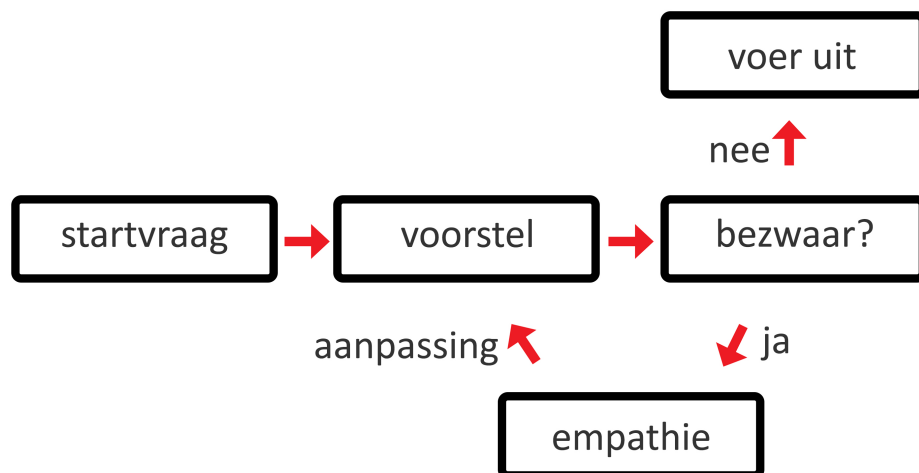 voer uit
nee
startvraag
voorstel
bezwaar?
aanpassing
ja
empathie